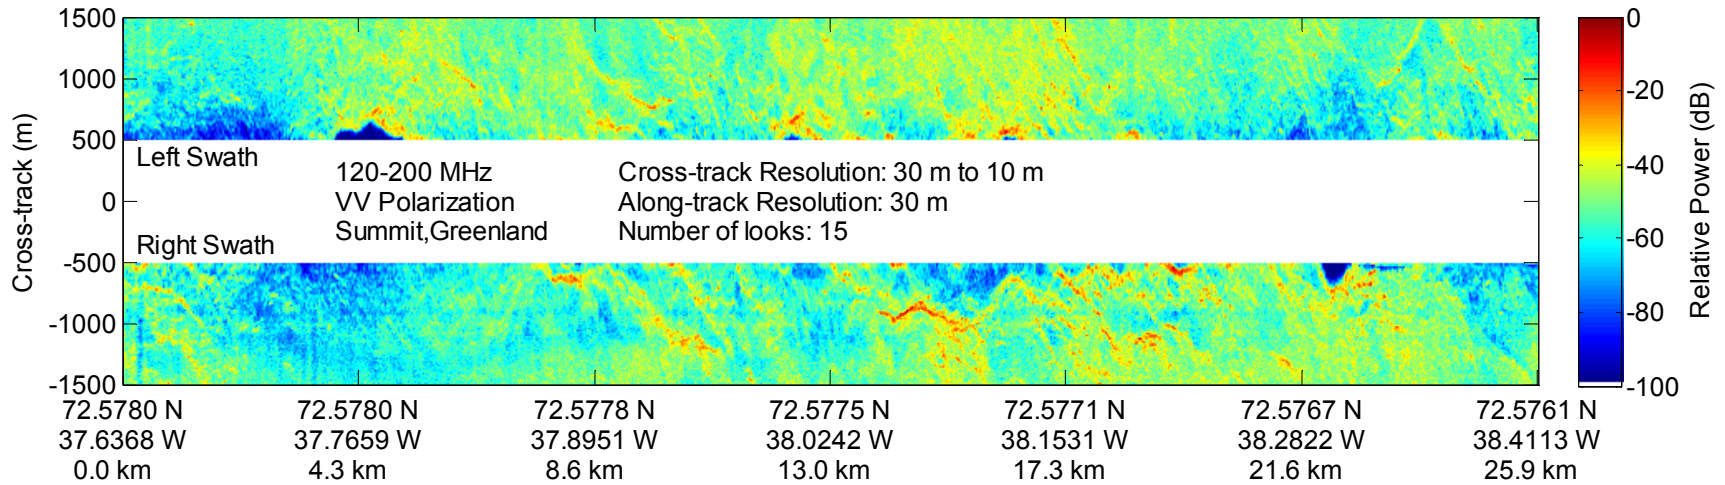 1500
1000
500
0
-500
-1000
-1500
Cross-track (m)
Left Swath
120-200 MHz
VV Polarization
Summit,Greenland
Cross-track Resolution: 30 m to 10 m
Along-track Resolution: 30 m
Number of looks: 15
Right Swath
72.5780 N 72.5780 N 72.5778 N 72.5775 N 72.5771 N 72.5767 N 72.5761 N
37.6368 W 37.7659 W 37.8951 W 38.0242 W 38.1531 W 38.2822 W 38.4113 W
0.0 km 4.3 km 8.6 km 13.0 km 17.3 km 21.6 km 25.9 km
0
-20
-40
-60
-80
-100
Relative Power (dB)